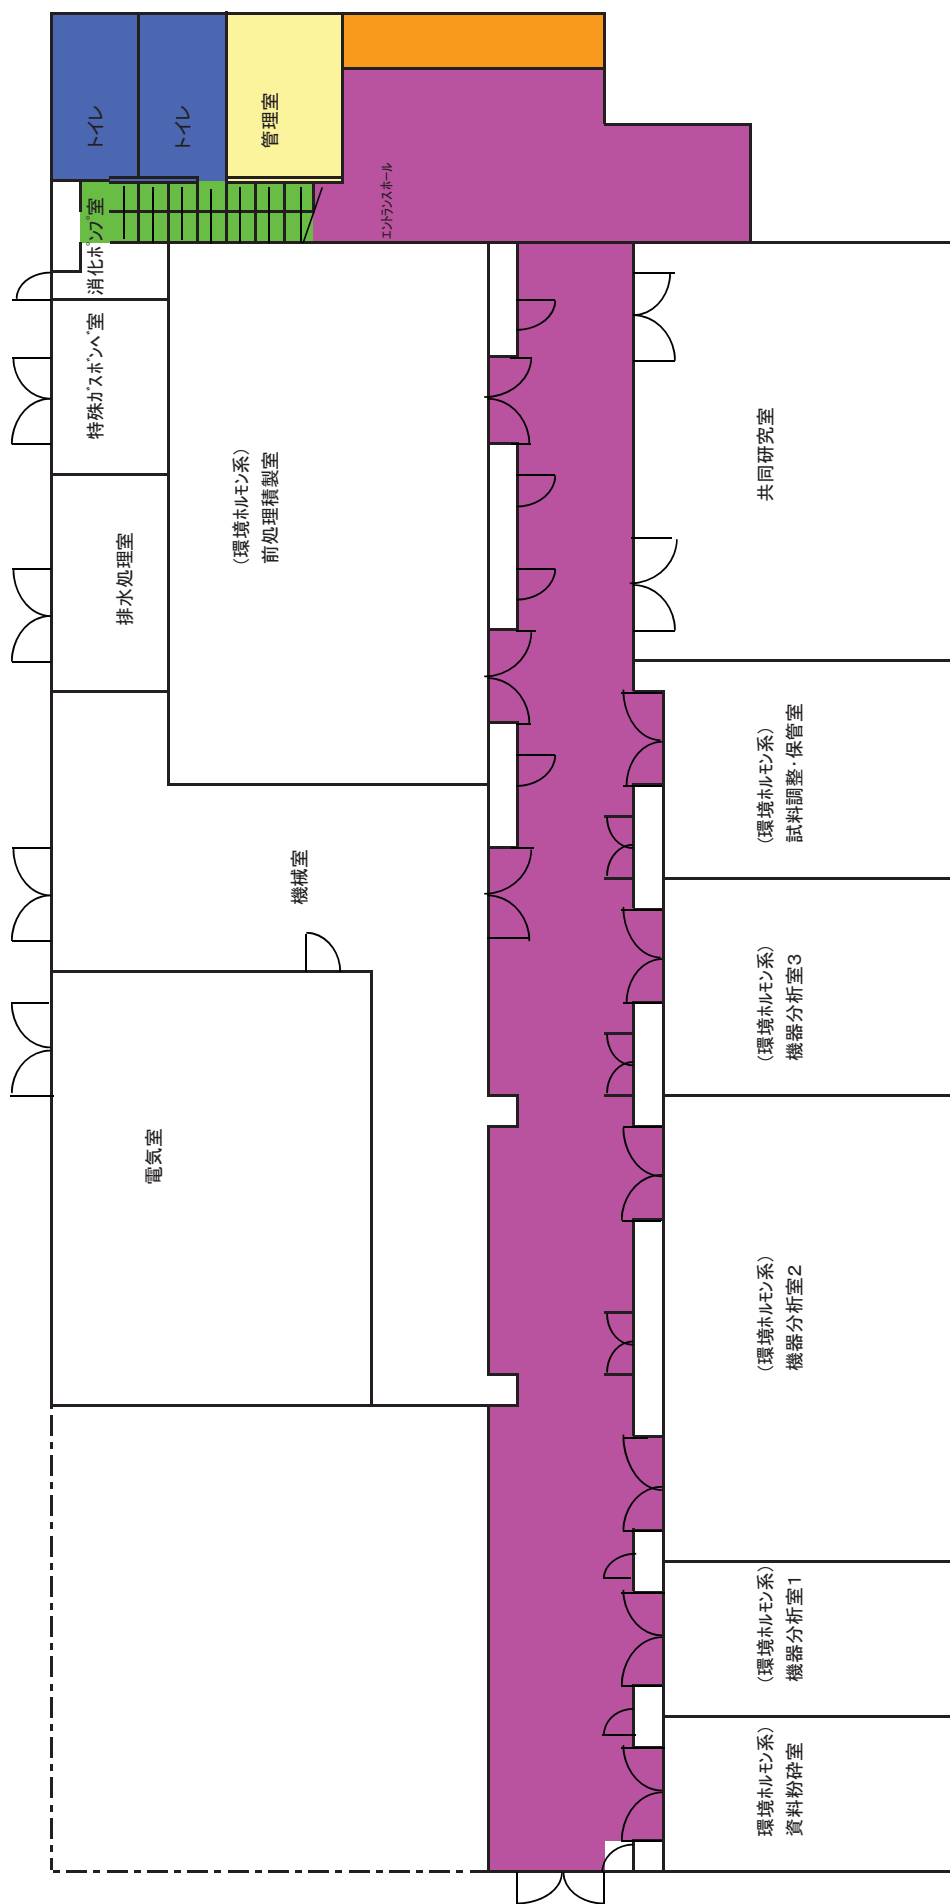 トイレ
トイレ
管理室
エントランスホール
消化ポンプ室
特殊ガスボンベ室
排水処理室
(環境ホルモン系)
前処理積製室
共同研究室
(環境ホルモン系)
試料調整・保管室
機械室
(環境ホルモン系)
機器分析室3
電気室
(環境ホルモン系)
機器分析室2
(環境ホルモン系)
機器分析室1
環境ホルモン系)
資料粉砕室